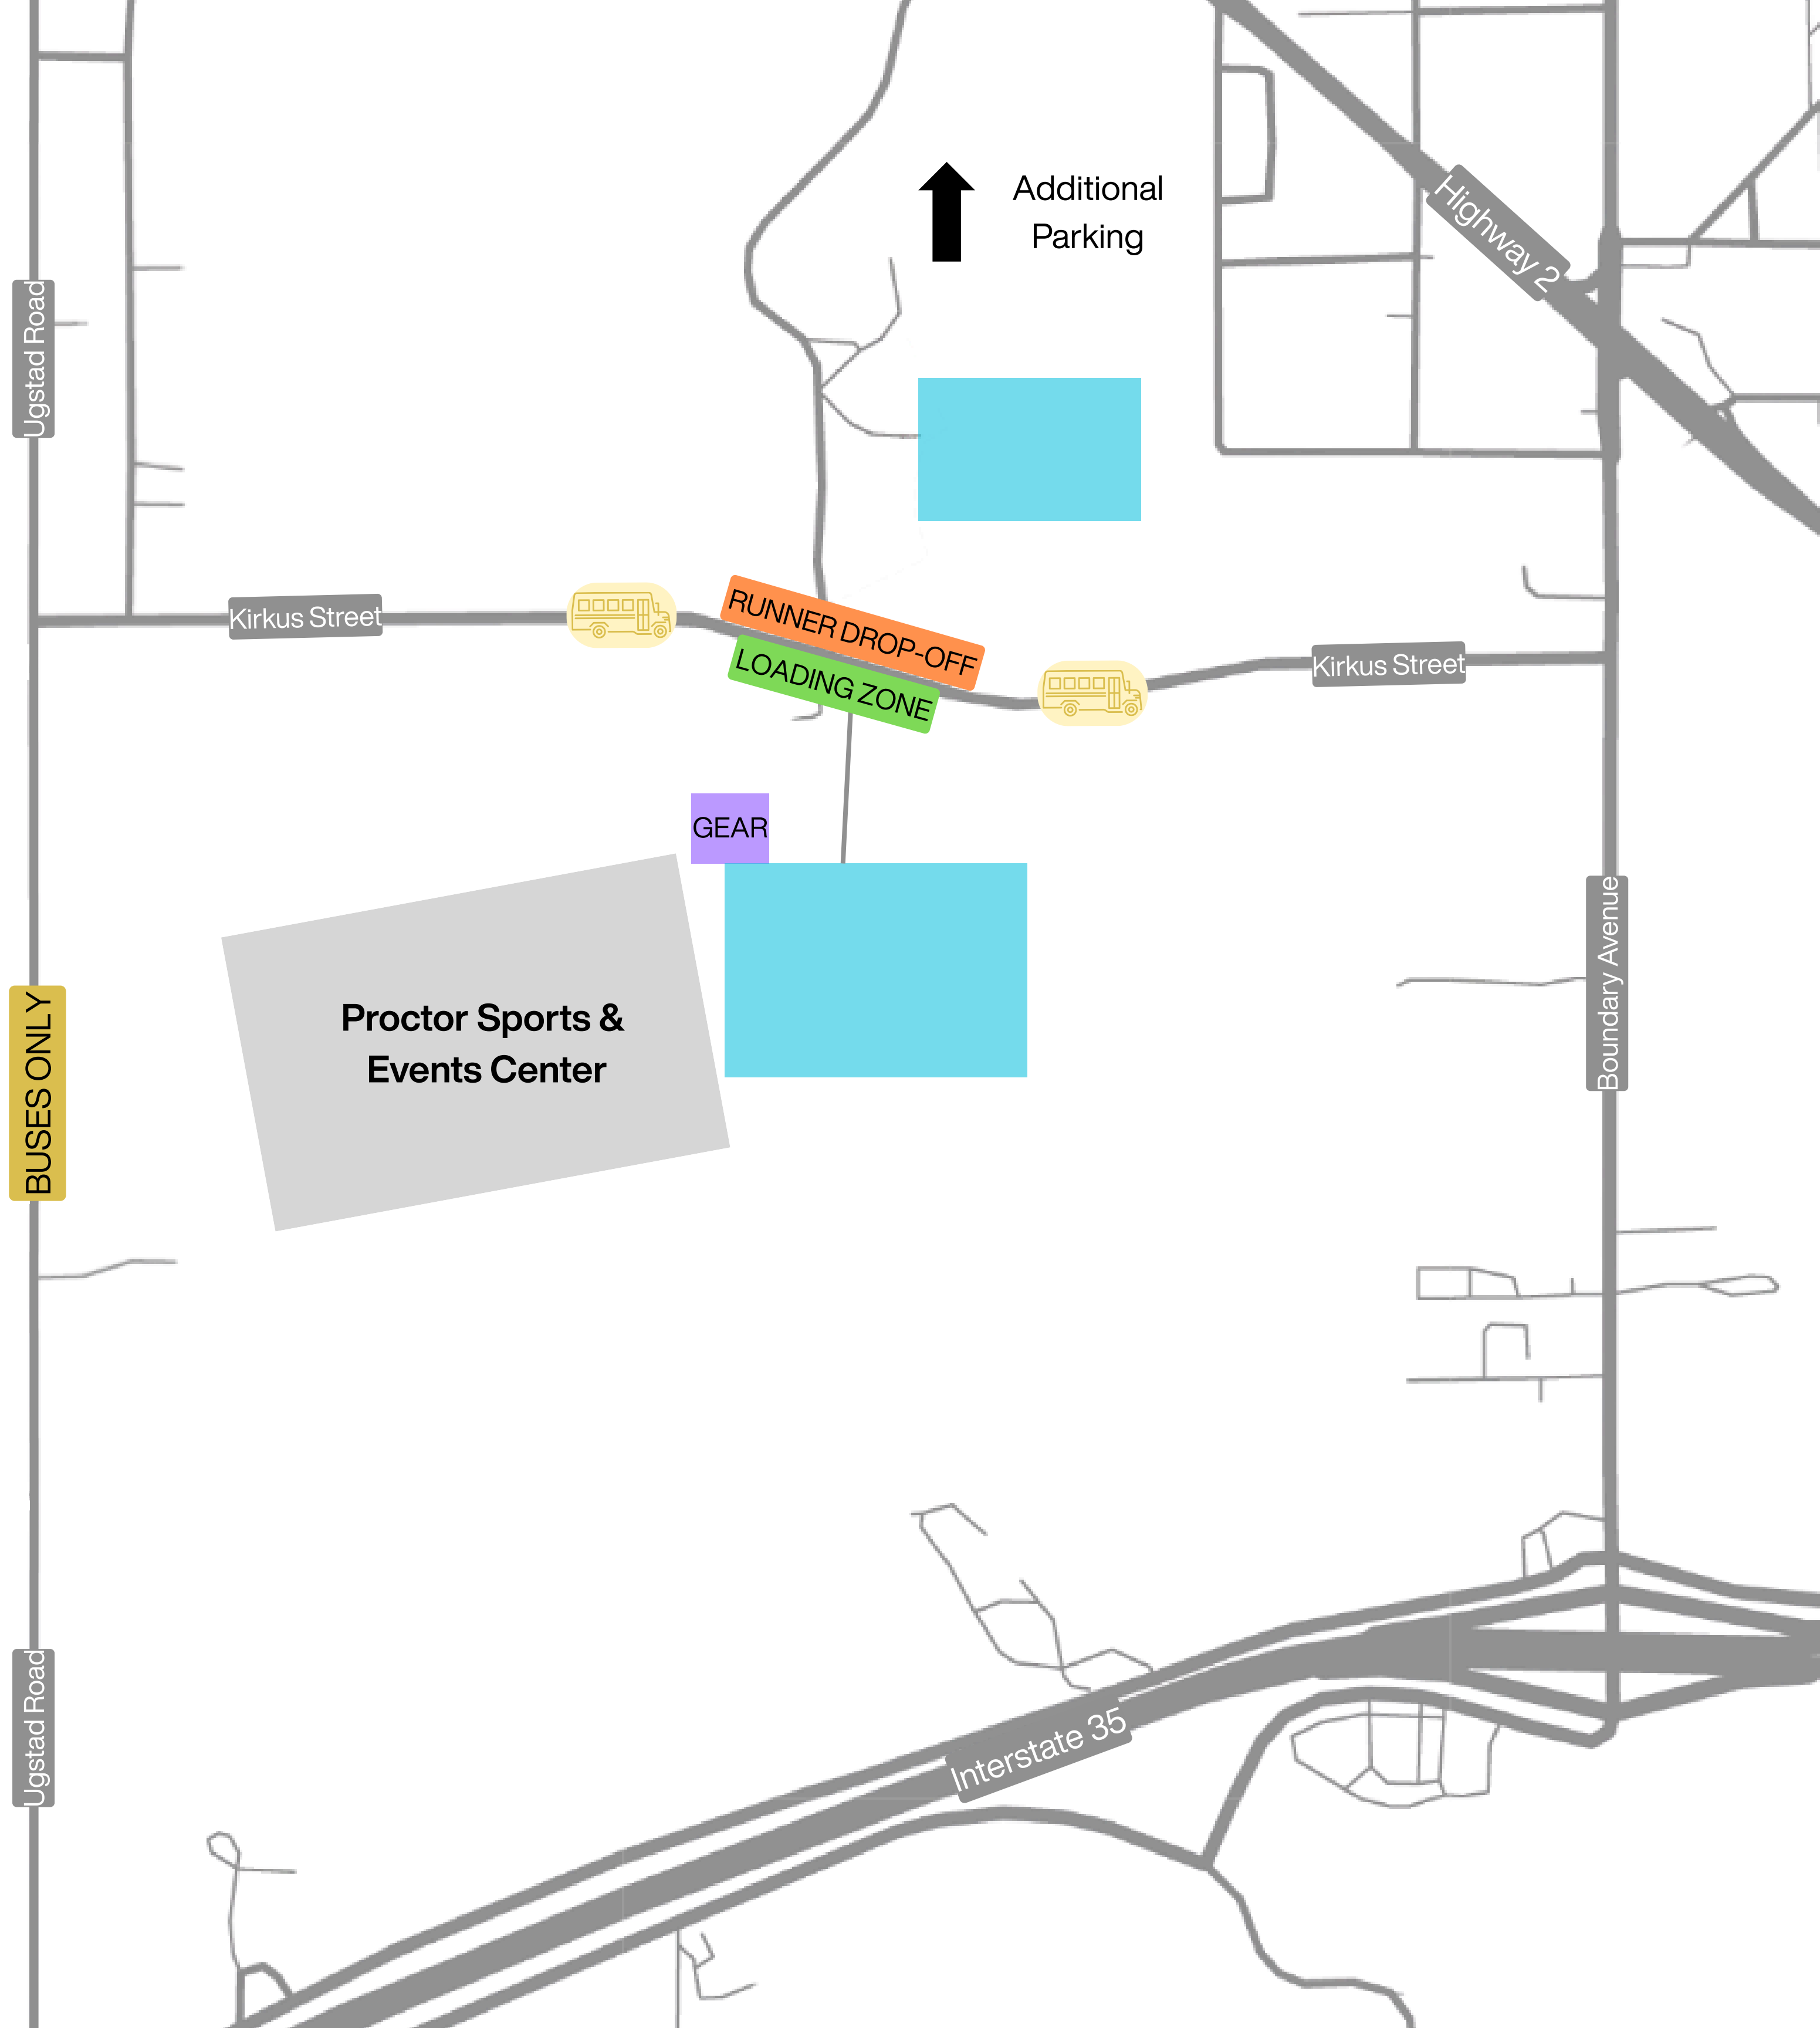 Additional
Parking
Highway 2
Ugstad Road
RUNNER DROP-OFF
Kirkus Street
LOADING ZONE
Kirkus Street
GEAR
Boundary Avenue
BUSES ONLY
Proctor Sports &
Events Center
Ugstad Road
Interstate 35